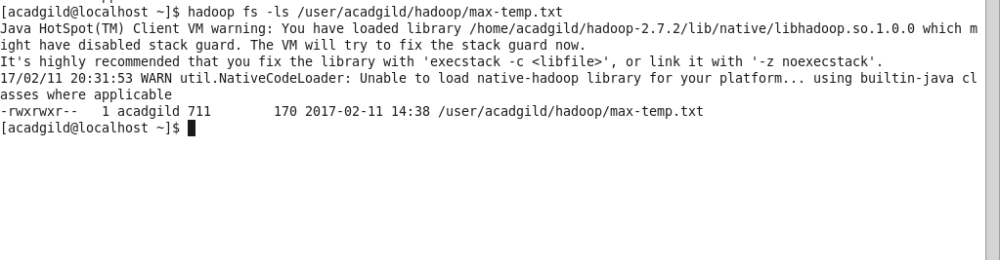 [acadgild@localhost ~]$ hadoop fs -ls /user/acadgild/hadoop/max-temp.txt
Java HotSpot(TM) Client VM warning: You have loaded library /home/acadgild/hadoop-2.7.2/lib/native/libhadoop.so.1.0.0 which m
ight have disabled stack guard. The VM will try to fix the stack guard now.
It's highly recommended that you fix the library with 'execstack -c <libfile>', or link it with '-z noexecstack'.
17/02/11 20:31:53 WARN util.NativeCodeLoader: Unable to load native-hadoop library for your platform... using builtin-java cl
asses where applicable
-rwxrwxr--   1 acadgild 711        170 2017-02-11 14:38 /user/acadgild/hadoop/max-temp.txt
[acadgild@localhost ~]$